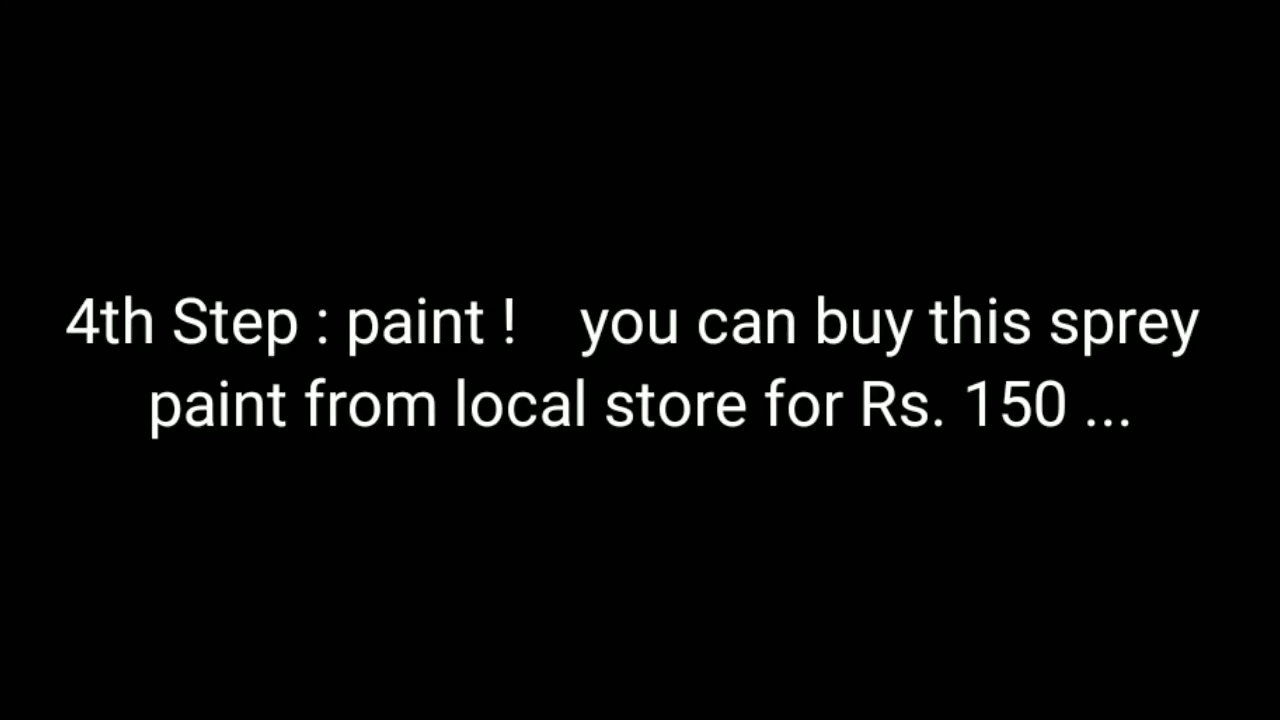 4th Step : paint !    you can buy this sprey
paint from local store for Rs. 150 ...